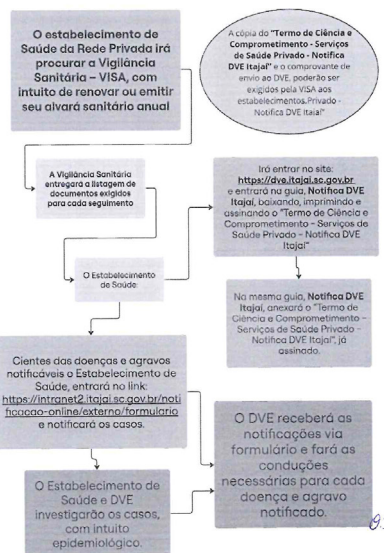 O estabelecimento de
Saúde da Rede Privada irá
procurar a Vigilância
Sanitária – VISA, com
intuito de renovar ou emitir
seu alvará sanitário anual
A cópia do "Termo de Ciência e
Comprometimento - Serviços
de Saúde Privado - Notifica
DVE Itajaí" e o comprovante de
envio ao DVE, poderão ser
exigidos pela VISA aos
estabelecimentos.Privado -
Notifica DVE Itajaí"
A Vigilância Sanitária
entregará a listagem de
documentos exigidos
para cada seguimento
Irá entrar no site:
https://dve.itajai.sc.gov.br
e entrará na guia, Notifica DVE
Itajaí, baixando, imprimindo e
assinando o "Termo de Ciência e
Comprometimento – Serviços de
Saúde Privado – Notifica DVE
Itajaí"
O Estabelecimento
de Saúde
Na mesma guia, Notifica DVE
Itajaí, anexará o "Termo de
Ciência e Comprometimento –
Serviços de Saúde Privado –
Notifica DVE Itajaí", já
assinado.
Cientes das doenças e agravos
notificáveis o Estabelecimento de
Saúde, entrará no link:
https://intranet2.itajai.sc.gov.br/noti
ficacao-online/externo/formulario
e notificará os casos.
O DVE receberá as
notificações via
formulário e fará as
conduções
necessárias para cada
doença e agravo
notificado.
O Estabelecimento de
Saúde e DVE
investigarão os casos,
com intuito
epidemiológico.